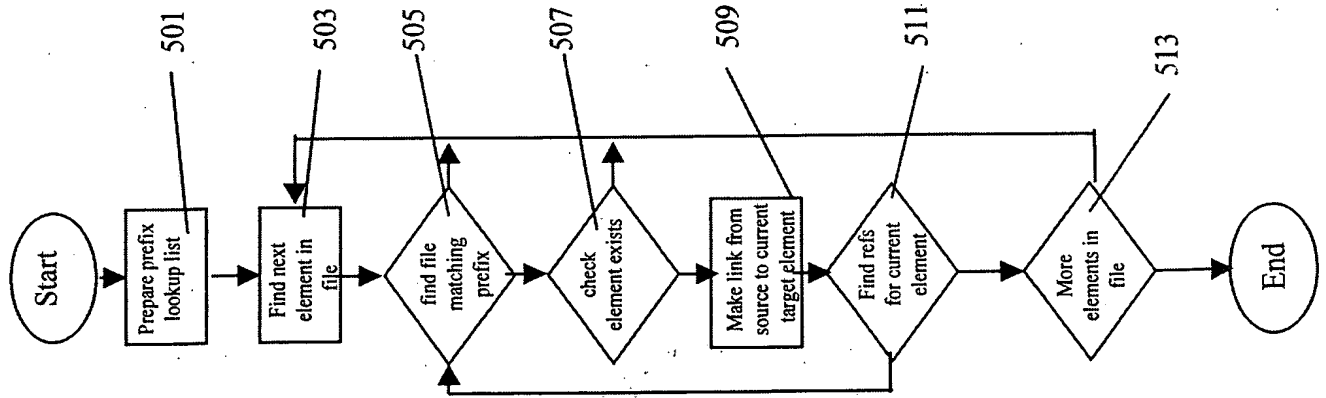 Start
Prepare prefix
lookup list
501
Find next
element in
file
503
find file
matching
prefix
505
check
element exists
507
Make link from
source to current
target element
509
Find refs
for current
element
511
More
elements in
file
513
End